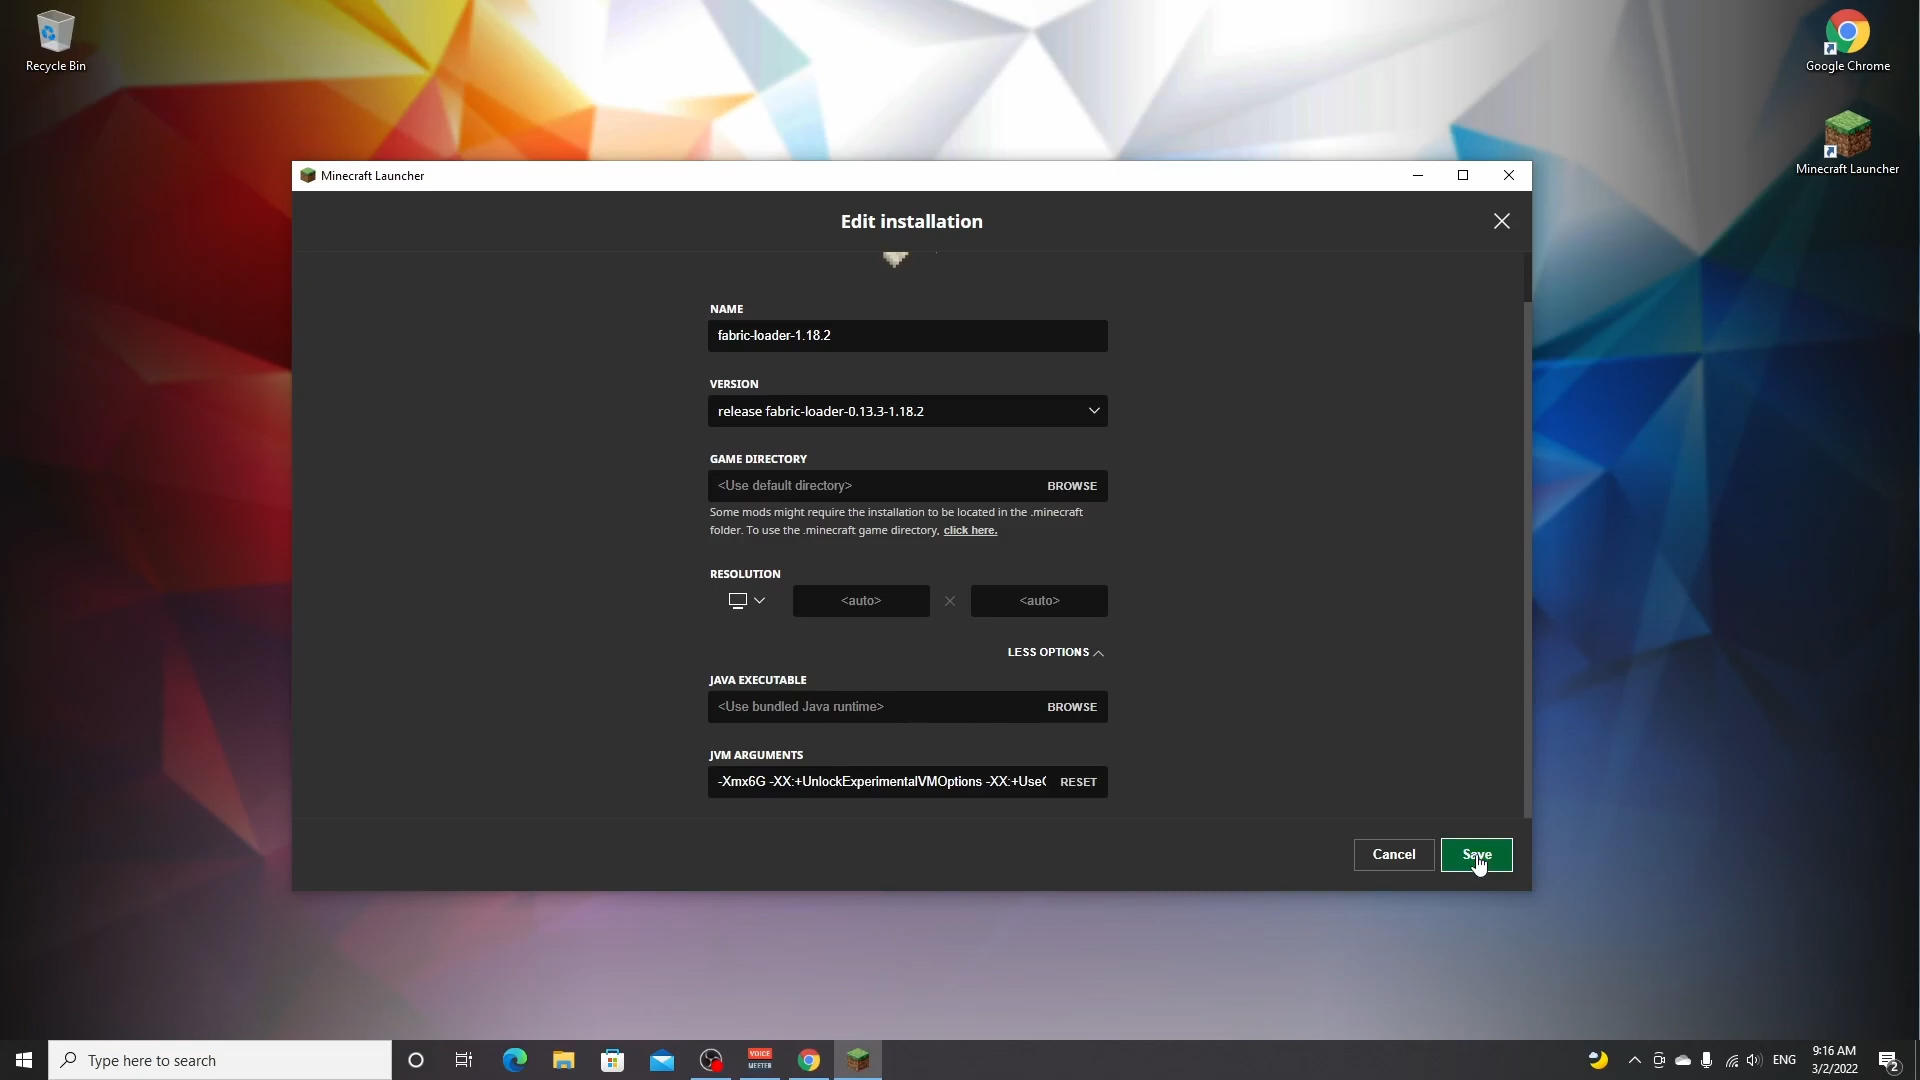 Recycle Bin
Google Chrome
Minecraft Launcher
Minecraft Launcher
Edit installation
NAME
fabric-loader-1.18.2
VERSION
release fabric-loader-0.13.3-1.18.2
GAME DIRECTORY
<Use default directory>
BROWSE
Some mods might require the installation to be located in the .minecraft
folder. To use the .minecraft game directory, click here.
RESOLUTION
<auto>
<auto>
LESS OPTIONS
JAVA EXECUTABLE
<Use bundled Java runtime>
BROWSE
JVM ARGUMENTS
-Xmx6G -XX:+UnlockExperimentalVMOptions -XX:+Use
RESET
Cancel
Save
Type here to search
VOICE
MEETER
ENG
9:16 AM
3/2/2022
2